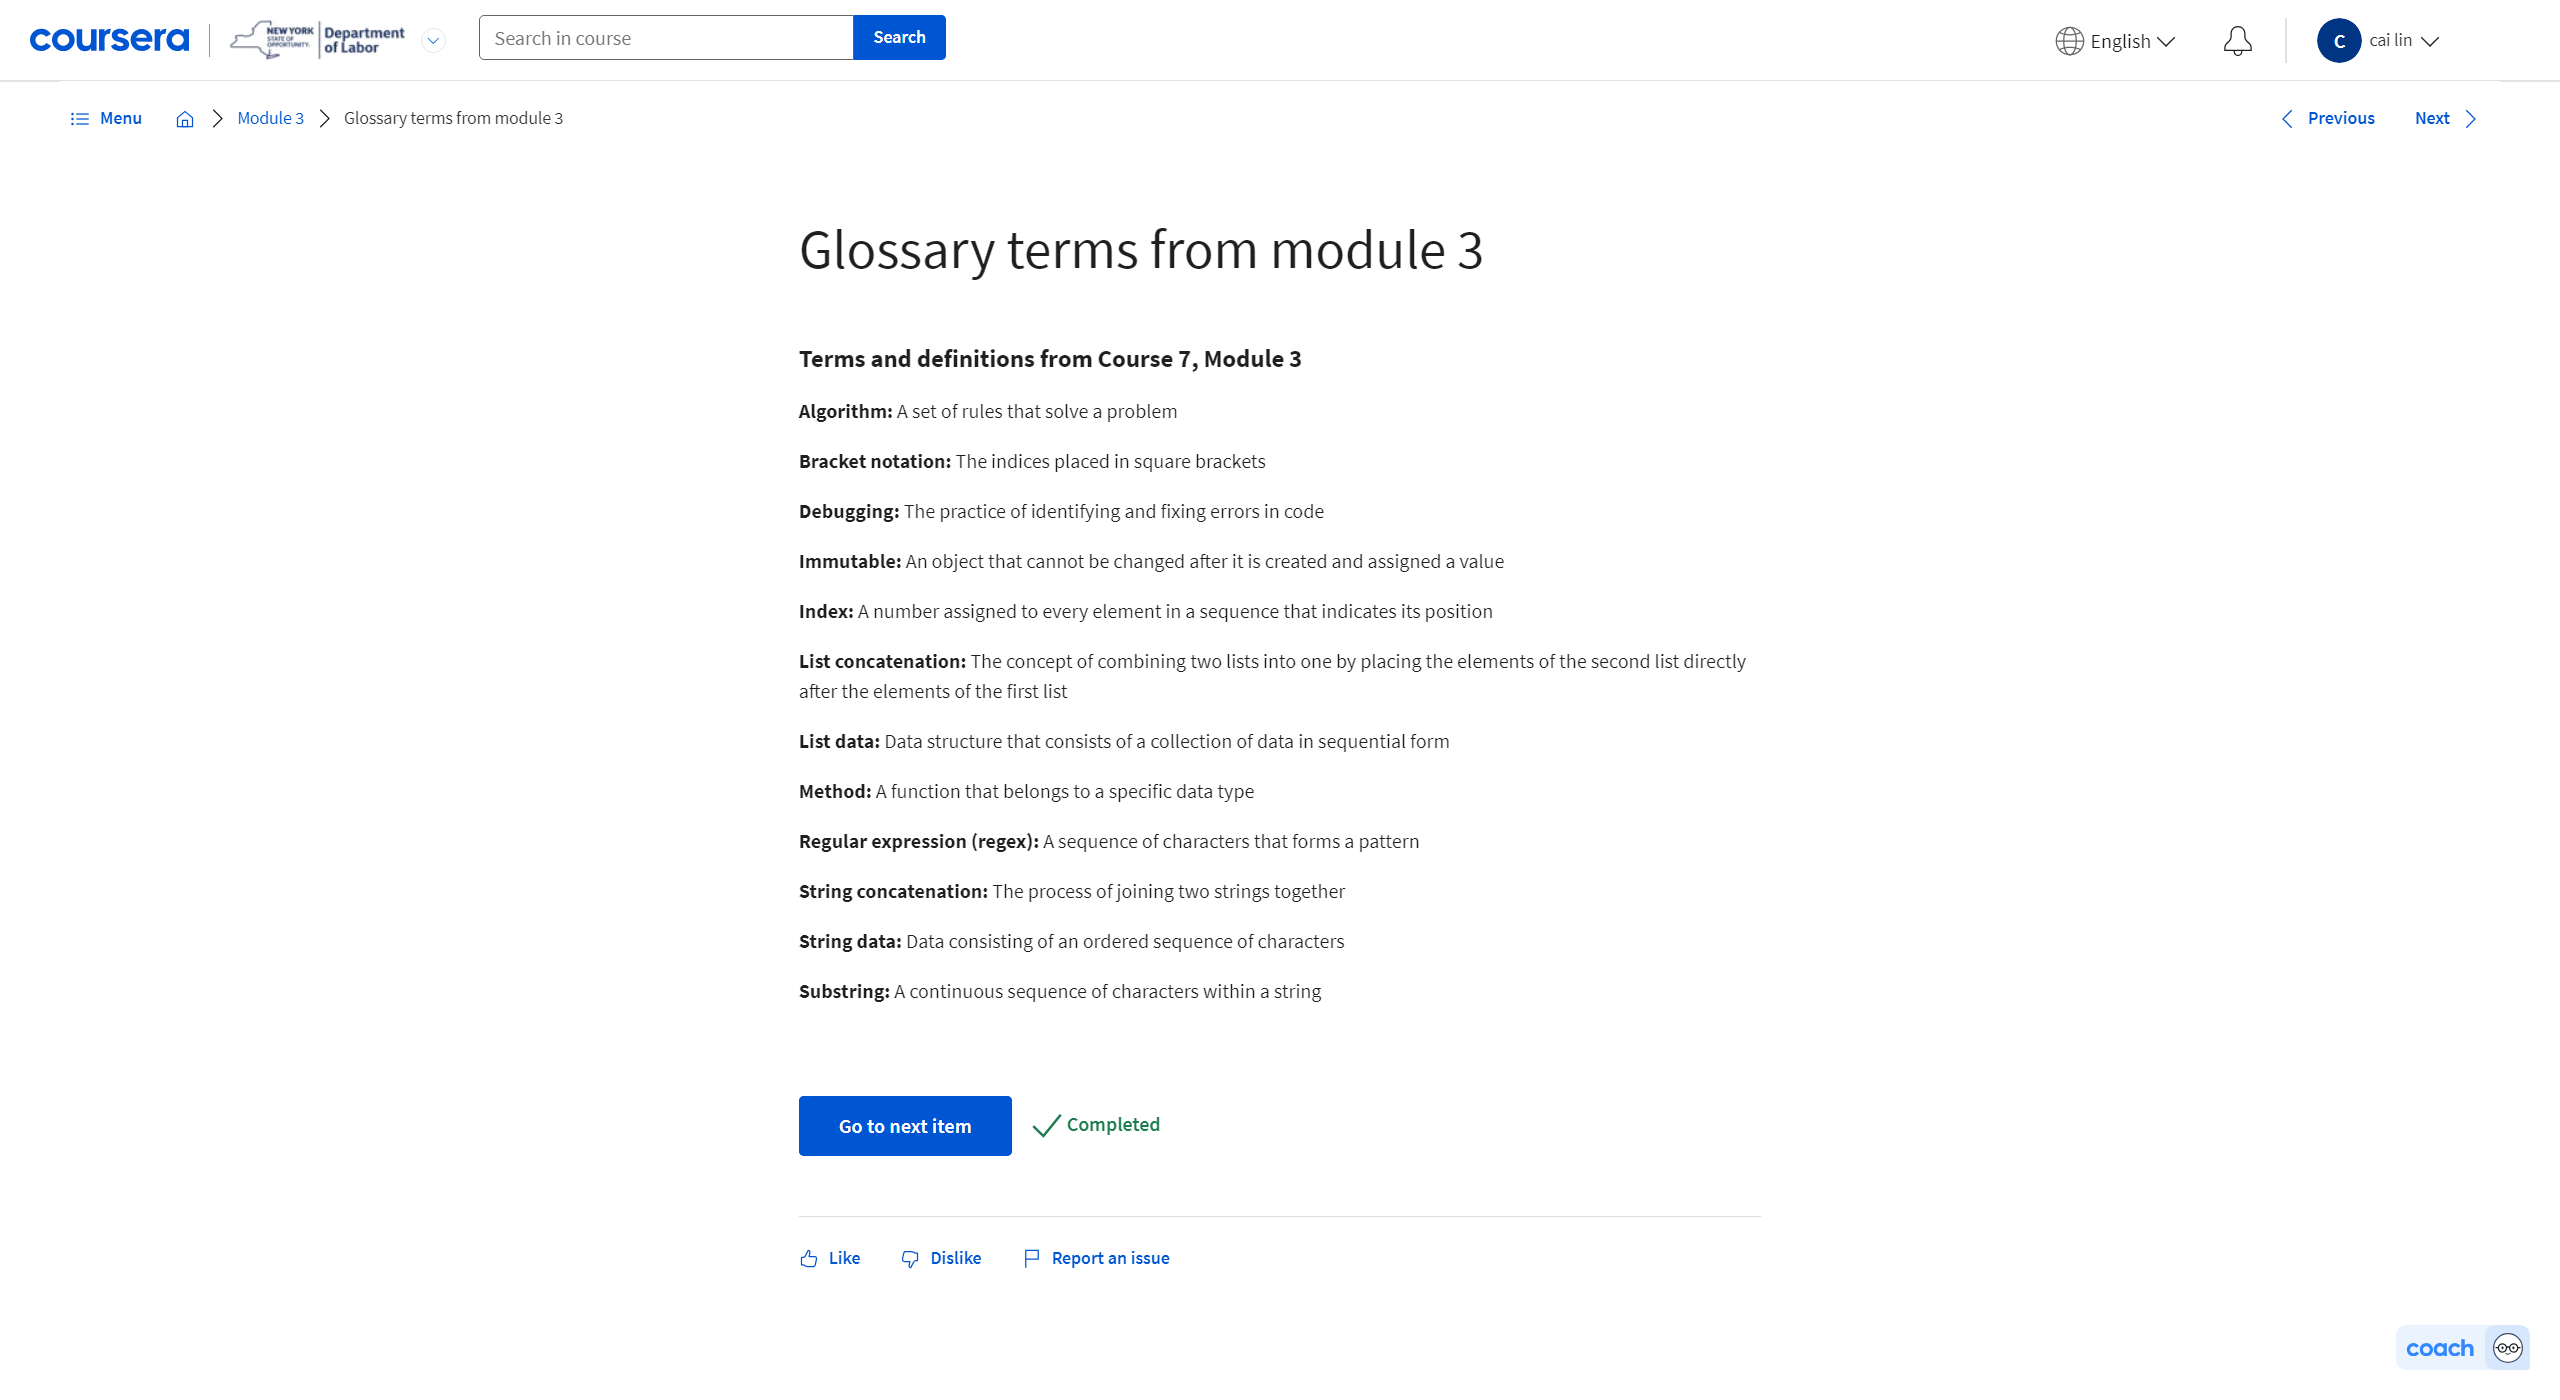 coursera
NEW YORK
STATE OF
OPPORTUNITY.
Department
of Labor
Search in course
Search
English
C
cai lin
Menu
Module 3
Glossary terms from module 3
Previous
Next
Glossary terms from module 3
Terms and definitions from Course 7, Module 3
Algorithm: A set of rules that solve a problem
Bracket notation: The indices placed in square brackets
Debugging: The practice of identifying and fixing errors in code
Immutable: An object that cannot be changed after it is created and assigned a value
Index: A number assigned to every element in a sequence that indicates its position
List concatenation: The concept of combining two lists into one by placing the elements of the second list directly
after the elements of the first list
List data: Data structure that consists of a collection of data in sequential form
Method: A function that belongs to a specific data type
Regular expression (regex): A sequence of characters that forms a pattern
String concatenation: The process of joining two strings together
String data: Data consisting of an ordered sequence of characters
Substring: A continuous sequence of characters within a string
Go to next item
Completed
Like
Dislike
Report an issue
coach